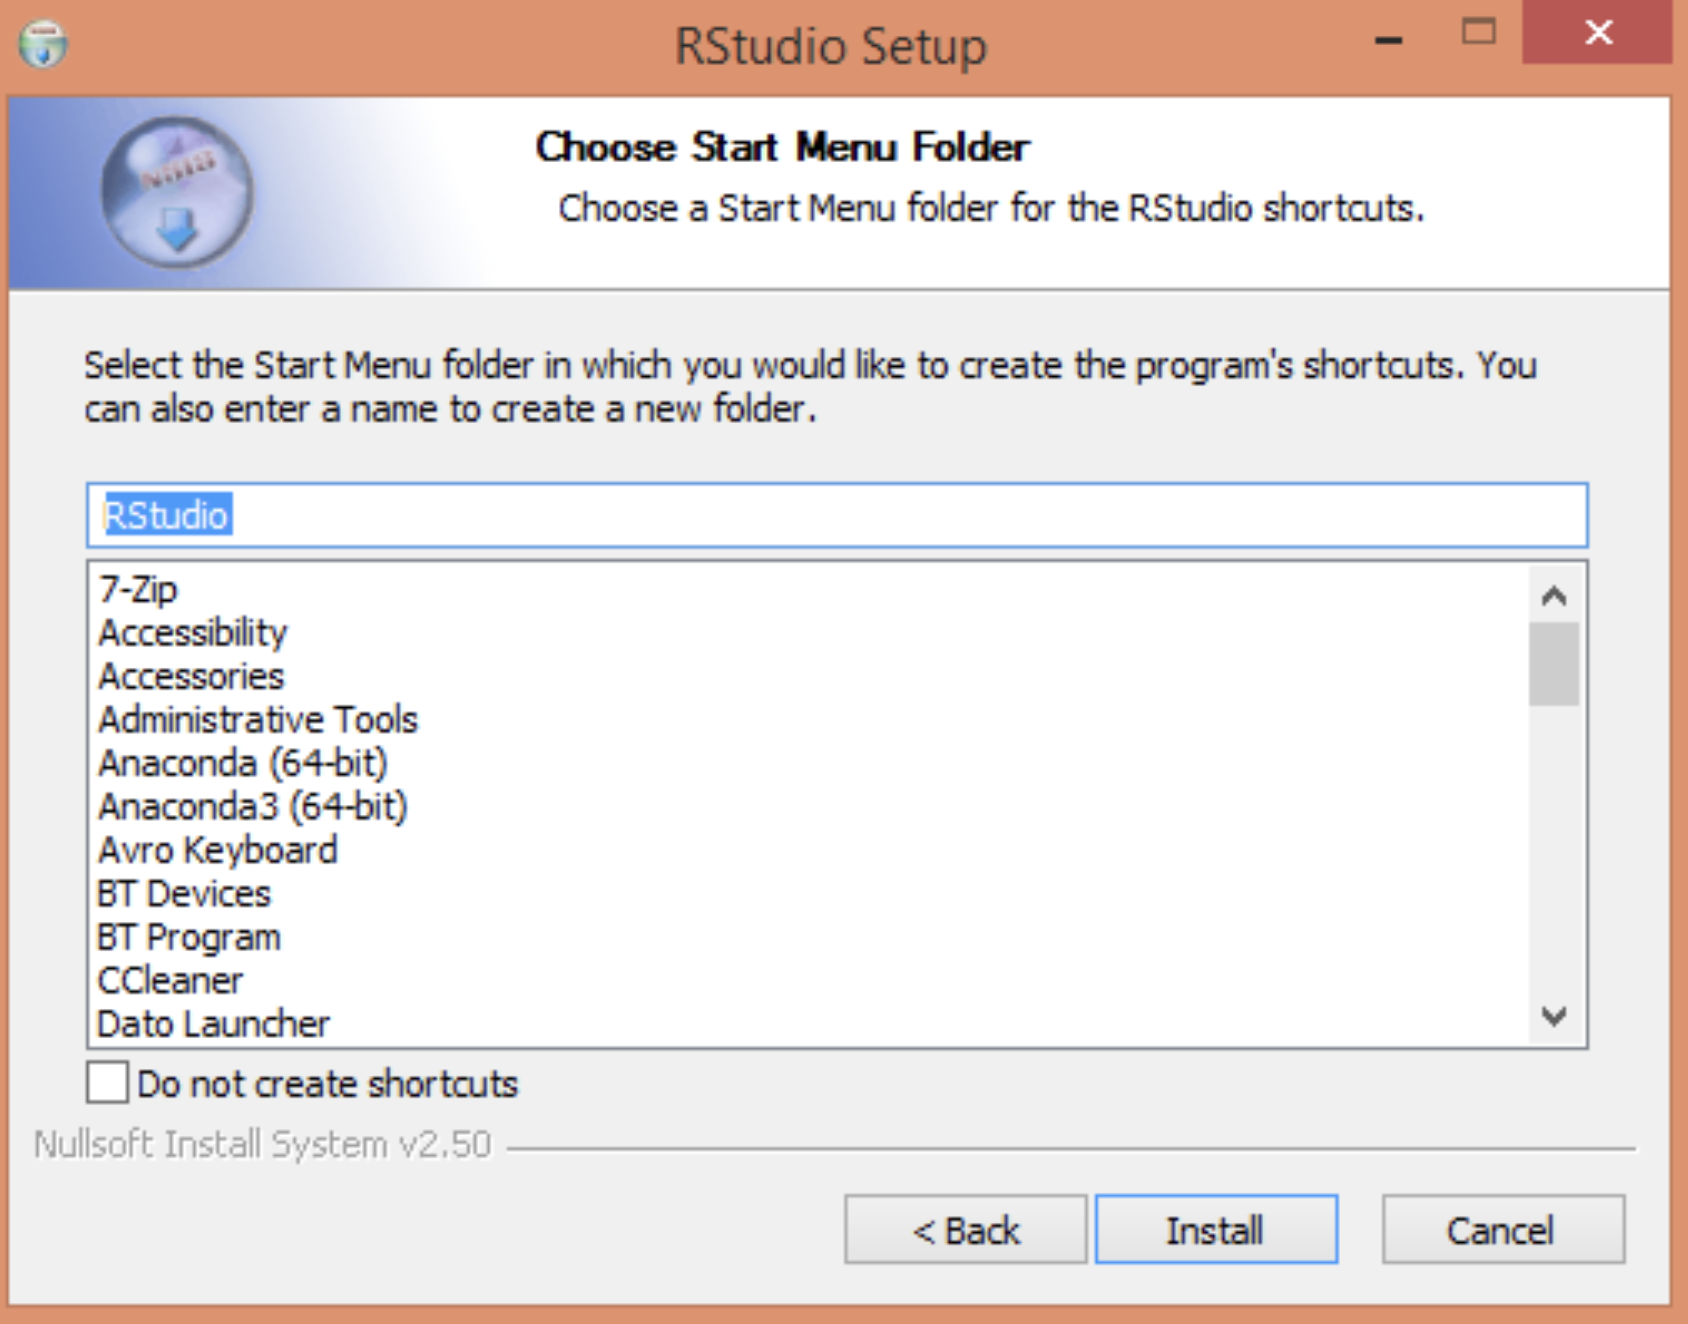 RStudio Setup
Choose Start Menu Folder
Choose a Start Menu folder for the RStudio shortcuts.
Select the Start Menu folder in which you would like to create the program's shortcuts. You
can also enter a name to create a new folder.
RStudio
7-Zip
Accessibility
Accessories
Administrative Tools
Anaconda (64-bit)
Anaconda3 (64-bit)
Avro Keyboard
BT Devices
BT Program
CCleaner
Dato Launcher
Do not create shortcuts
Nullsoft Install System v2.50
< Back
Install
Cancel